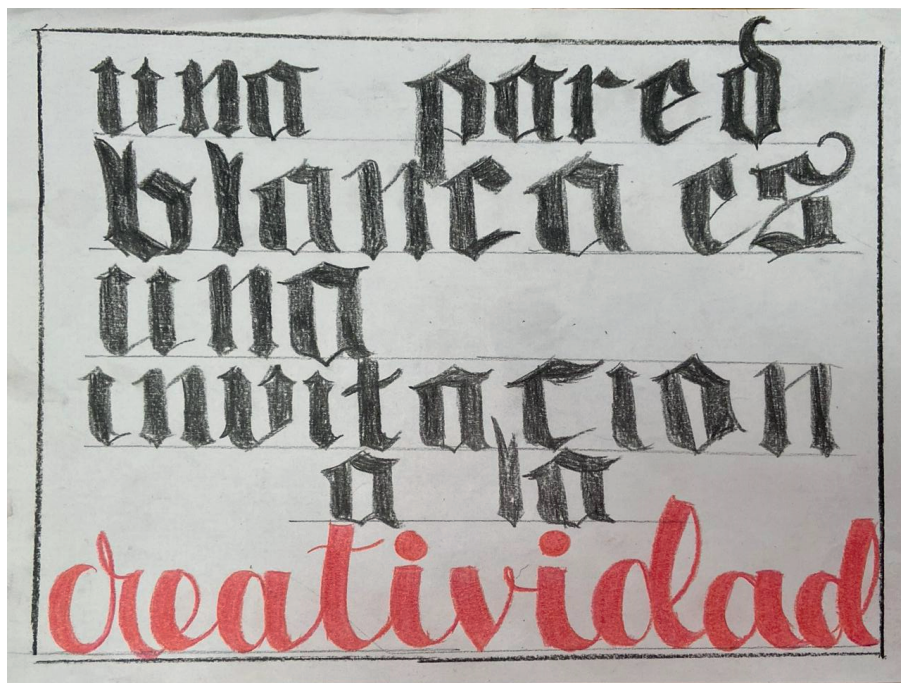 una pared
blanca es
una
invitacion
a la
creatividad